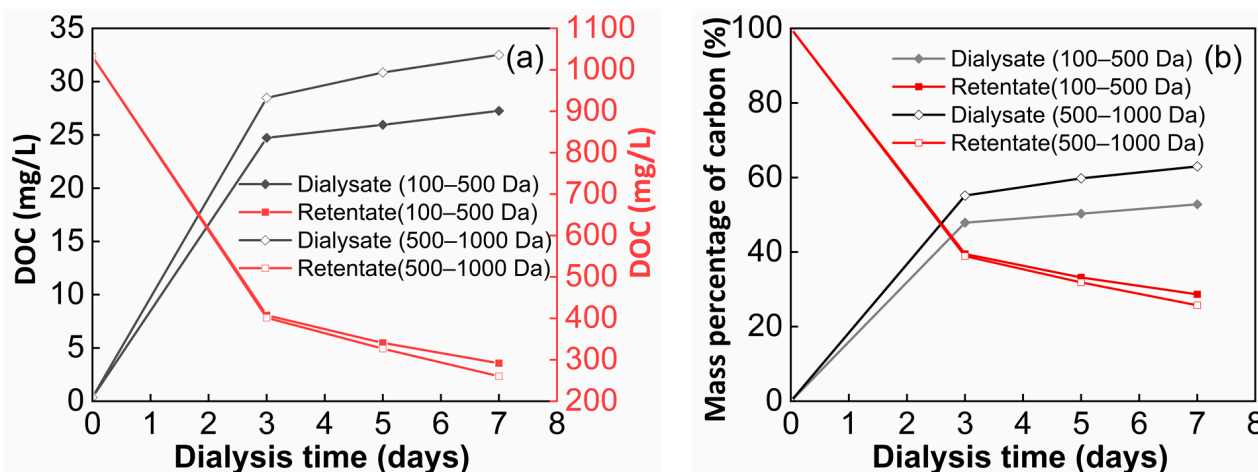 35
30
25
20
15
10
5
0
DOC (mg/L)
(a)
Dialysate (100–500 Da)
Retentate(100–500 Da)
Dialysate (500–1000 Da)
Retentate(500–1000 Da)
1100
1000
900
800
700
600
500
400
300
200
DOC (mg/L)
0 1 2 3 4 5 6 7 8
Dialysis time (days)
100
80
60
40
20
0
Mass percentage of carbon (%)
(b)
Dialysate (100–500 Da)
Retentate (100–500 Da)
Dialysate (500–1000 Da)
Retentate(500–1000 Da)
0 1 2 3 4 5 6 7 8
Dialysis time (days)